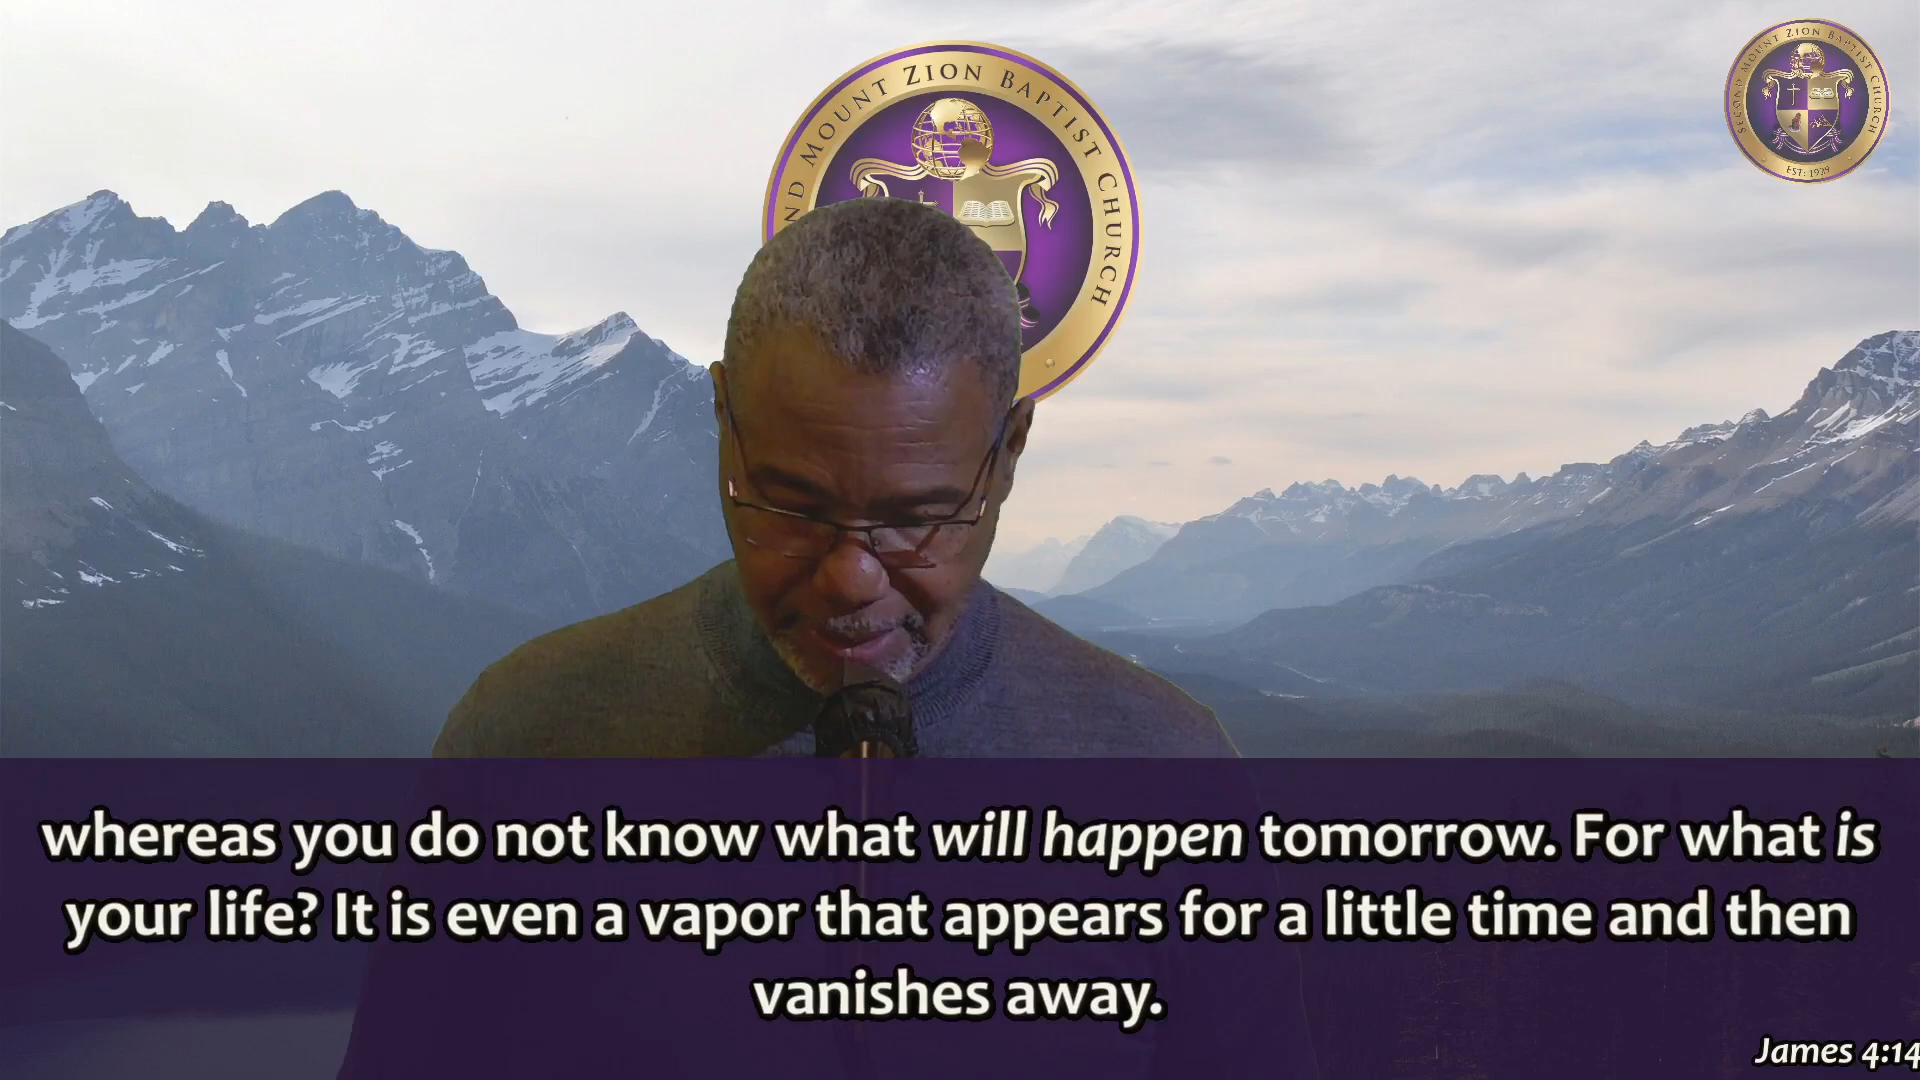 ND MOUNT ZION BAPTIST CHURCH
SECOND MOUNT ZION BAPTIST CHURCH
EST: 1939
whereas you do not know what will happen tomorrow. For what is
your life? It is even a vapor that appears for a little time and then
vanishes away.
James 4:14